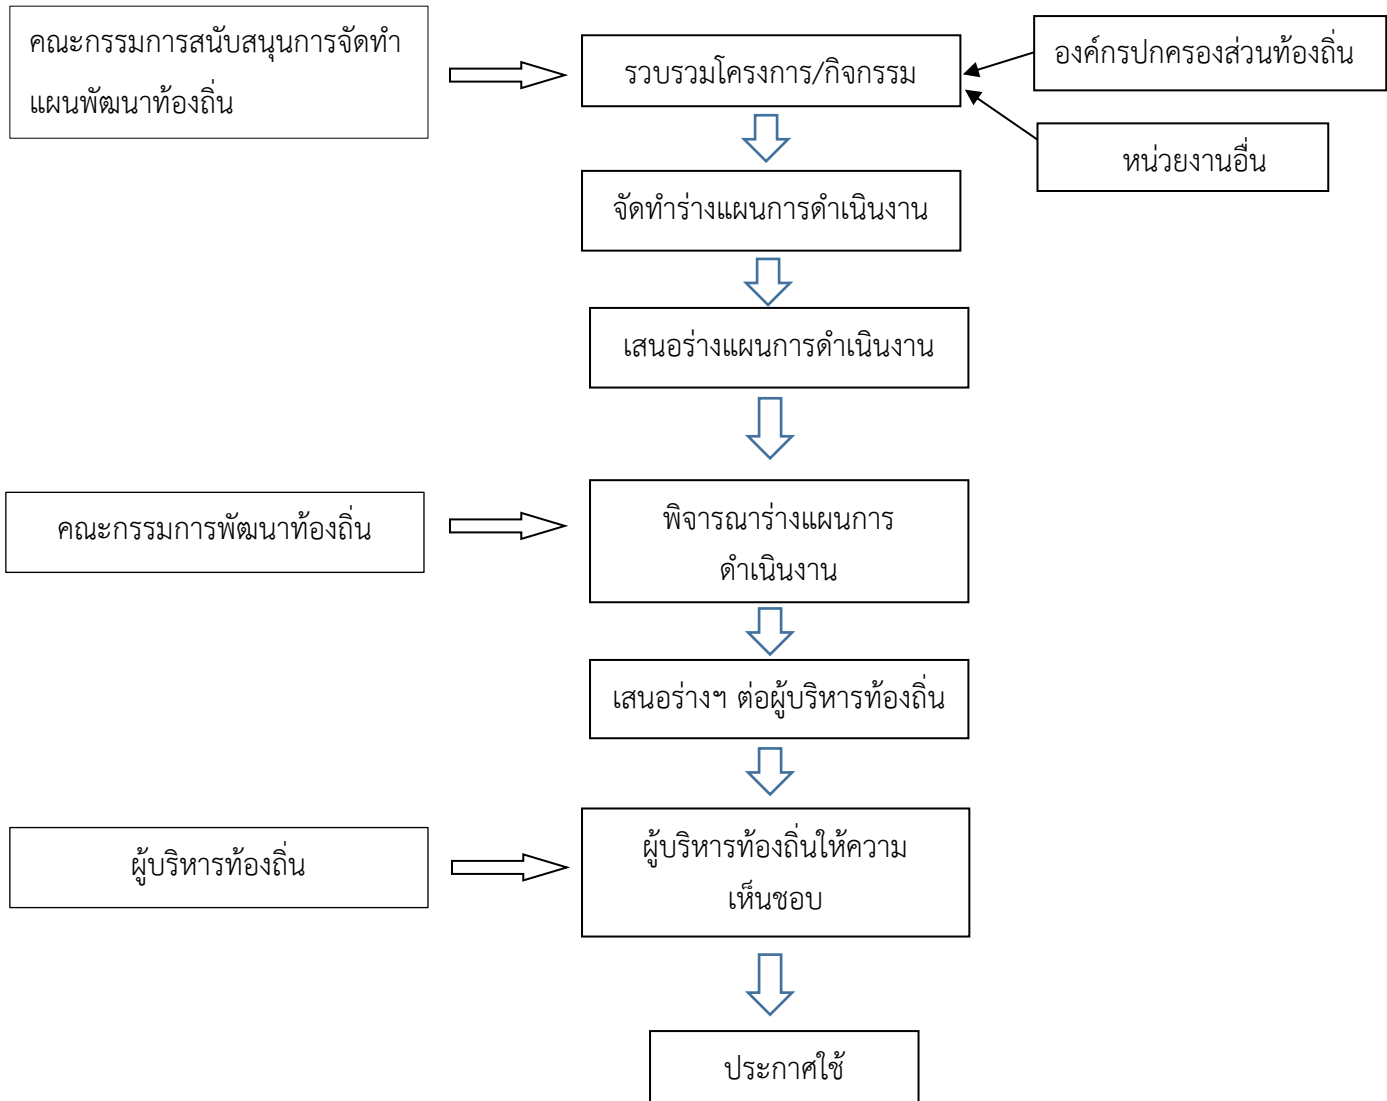 คณะกรรมการสนับสนุนการจัดทำ
แผนพัฒนาท้องถิ่น
รวบรวมโครงการ/กิจกรรม
องค์กรปกครองส่วนท้องถิ่น
หน่วยงานอื่น
จัดทำร่างแผนการดำเนินงาน
เสนอร่างแผนการดำเนินงาน
คณะกรรมการพัฒนาท้องถิ่น
พิจารณาร่างแผนการ
ดำเนินงาน
เสนอร่างฯ ต่อผู้บริหารท้องถิ่น
ผู้บริหารท้องถิ่น
ผู้บริหารท้องถิ่นให้ความ
เห็นชอบ
ประกาศใช้